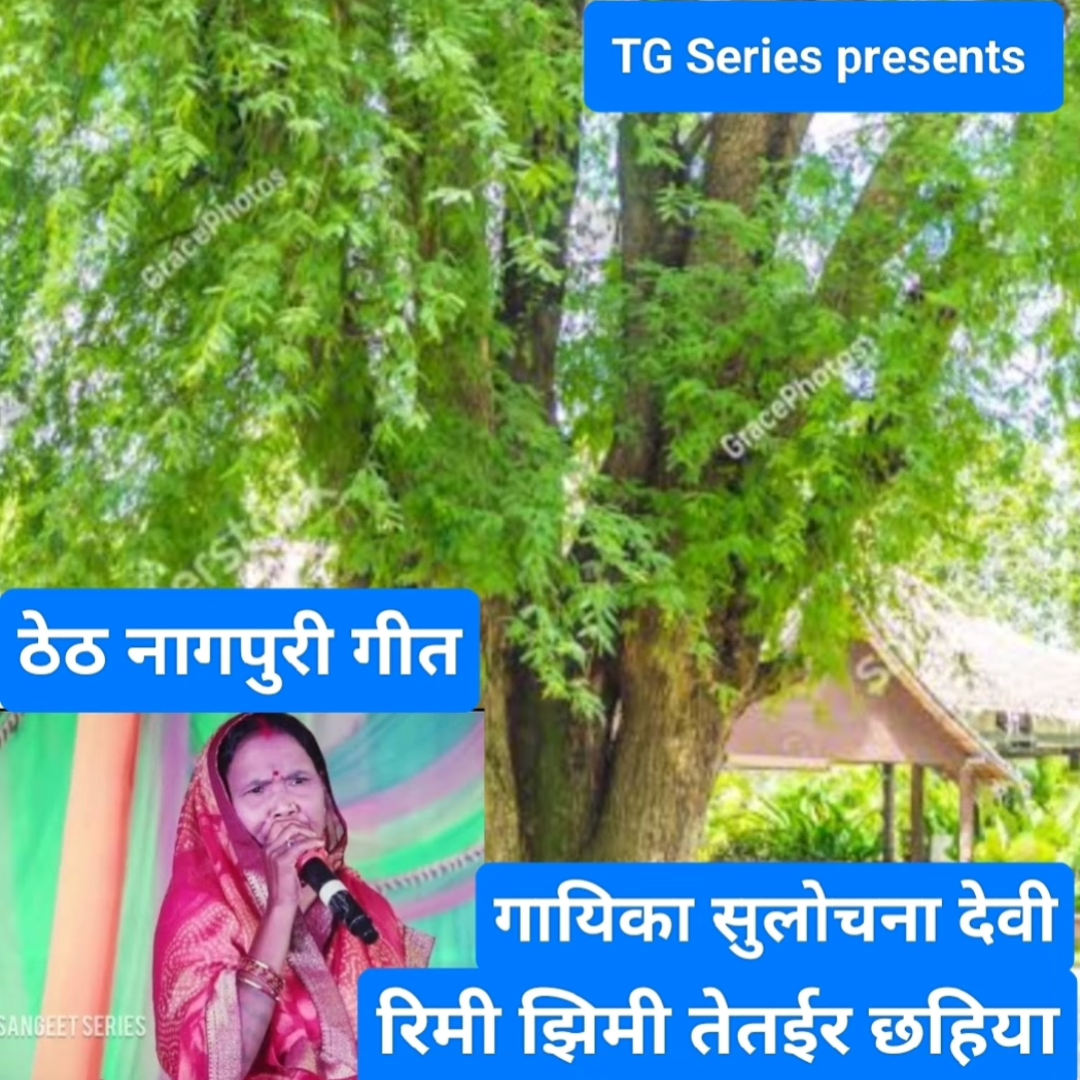 TG Series presents
GracePhotos
GracePhotos
ठेठ नागपुरी गीत
गायिका सुलोचना देवी
SANGEET SERIES
रिमी झिमी तेतईर छहिया